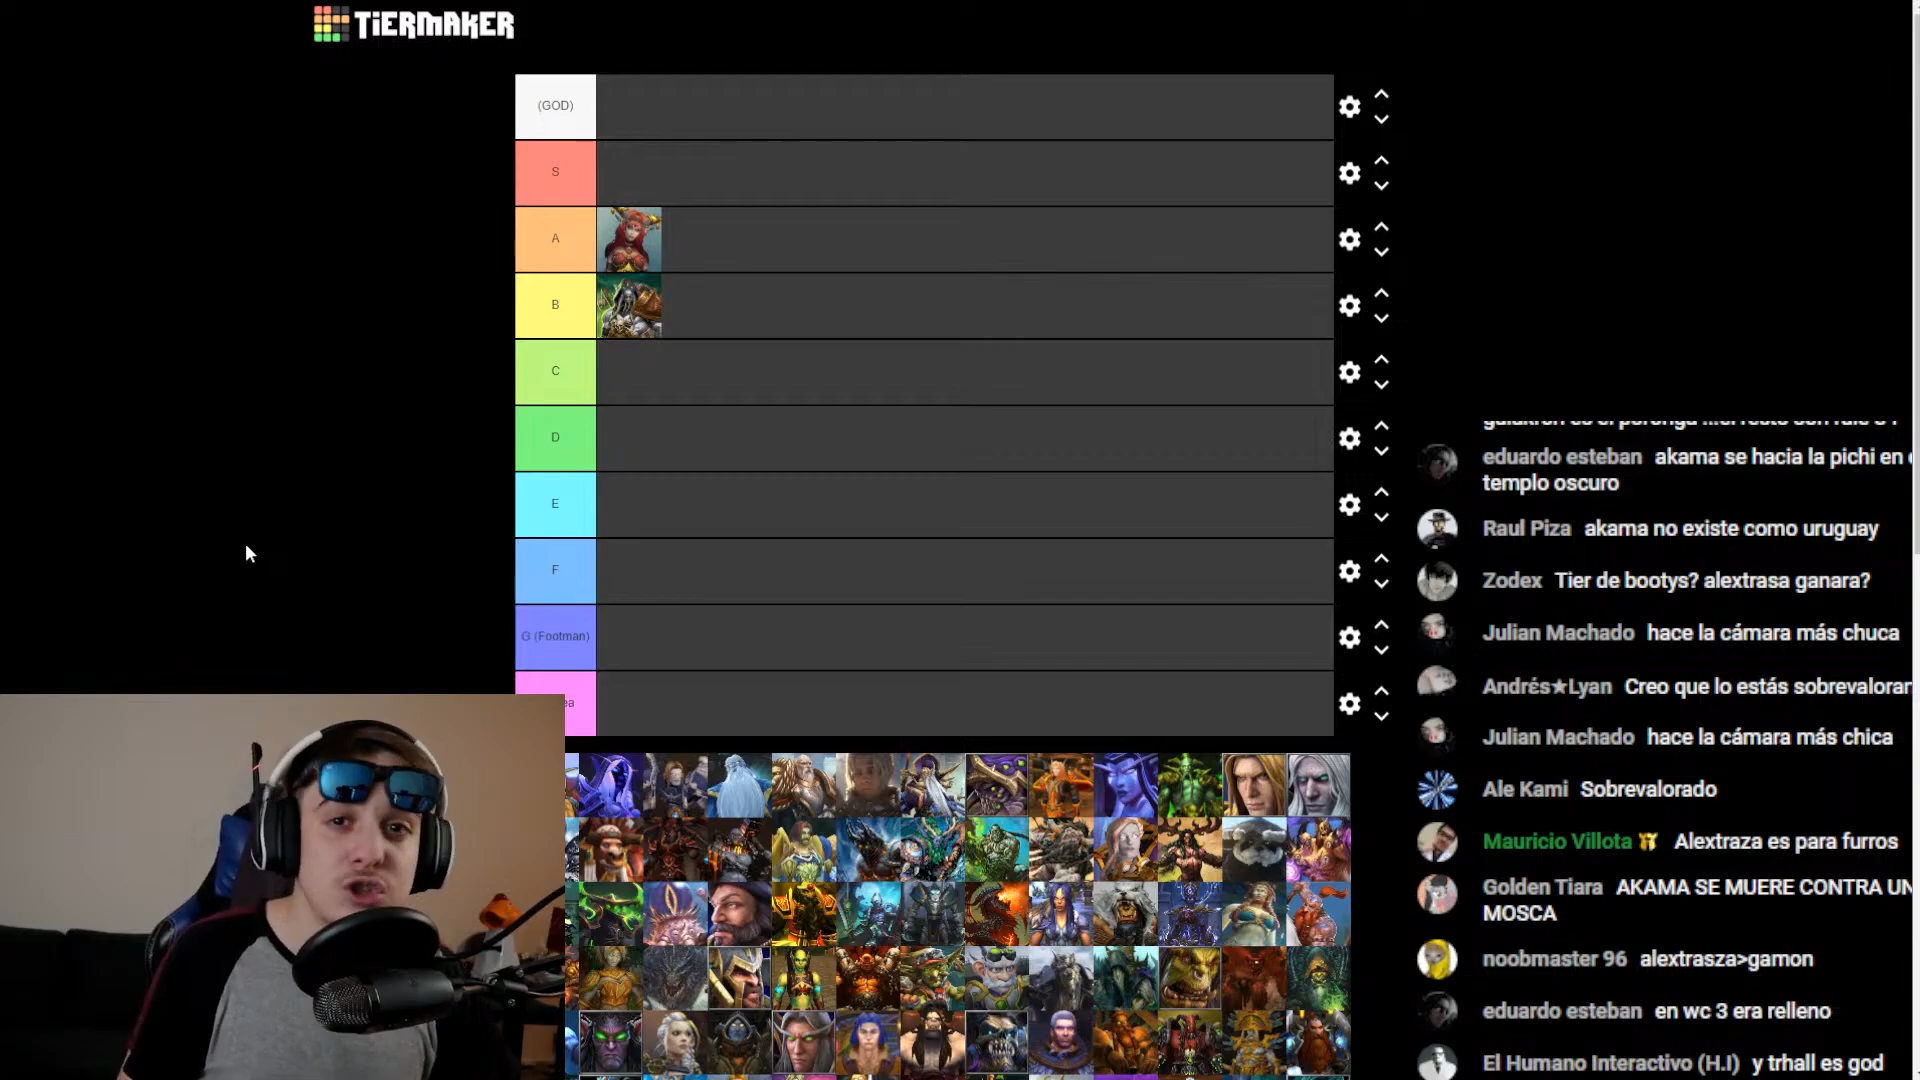 TiERMAKER
(GOD)
S
A
B
C
D
E
F
G (Footman)
ea
eduardo esteban akama se hacia la pichi en
templo oscuro
Raul Piza akama no existe como uruguay
Zodex Tier de bootys? alextrasa ganara?
Julian Machado hace la cámara más chuca
Andrés★Lyan Creo que lo estás sobrevalorar
Julian Machado hace la cámara más chica
Ale Kami Sobrevalorado
Mauricio Villota Alextraza es para furros
Golden Tiara AKAMA SE MUERE CONTRA UN
MOSCA
noobmaster 96 alextrasza>gamon
eduardo esteban en wc 3 era relleno
El Humano Interactivo (H.I) y trhall es god